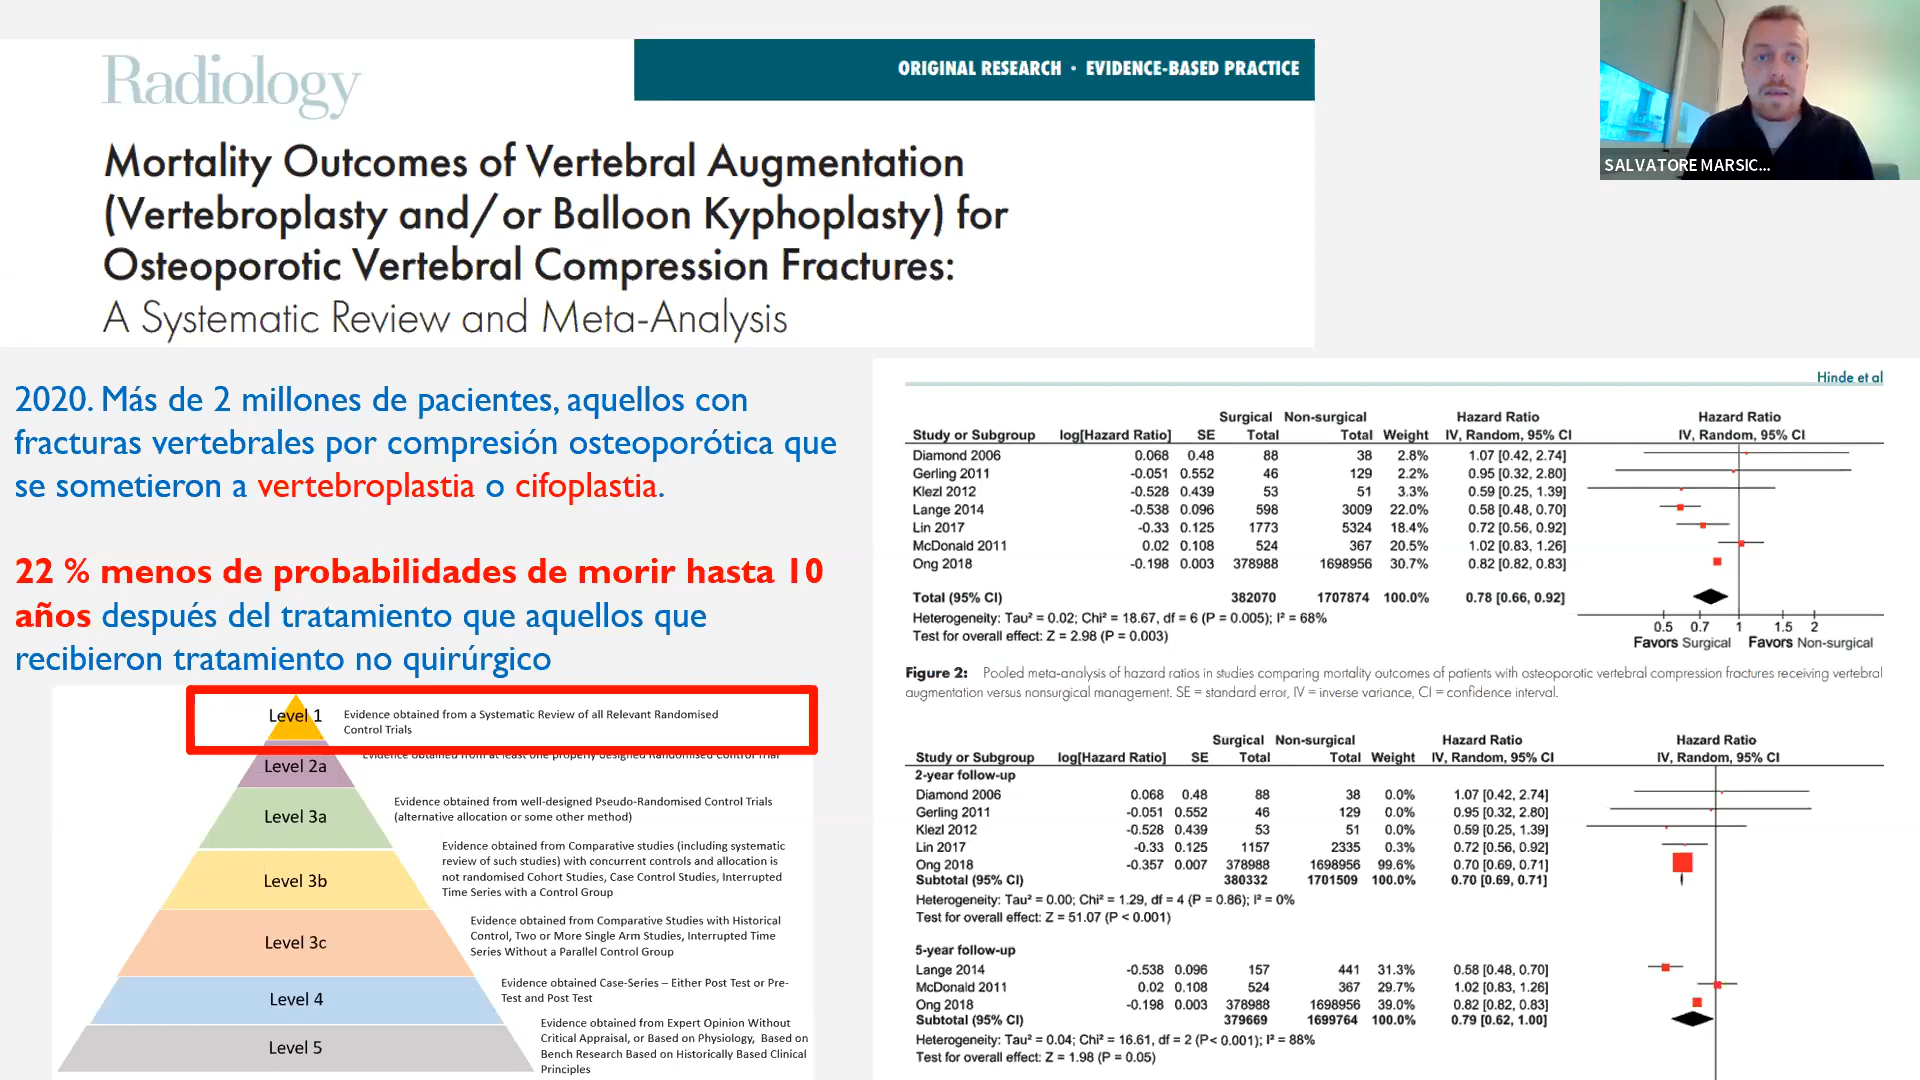 Radiology
ORIGINAL RESEARCH · EVIDENCE-BASED PRACTICE
Mortality Outcomes of Vertebral Augmentation
(Vertebroplasty and/or Balloon Kyphoplasty) for
Osteoporotic Vertebral Compression Fractures:
A Systematic Review and Meta-Analysis
SALVATORE MARSIC...
2020. Más de 2 millones de pacientes, aquellos con
fracturas vertebrales por compresión osteoporótica que
se sometieron a vertebroplastia o cifoplastia.
22 % menos de probabilidades de morir hasta 10
años después del tratamiento que aquellos que
recibieron tratamiento no quirúrgico
Level 1 Evidence obtained from a Systematic Review of all Relevant Randomised
Control Trials
Evidence obtained from at least one properly designed Randomised Control Trial
Level 2a
Evidence obtained from well-designed Pseudo-Randomised Control Trials
(alternative allocation or some other method)
Level 3a
Evidence obtained from Comparative studies (including systematic
review of such studies) with concurrent controls and allocation is
not randomised Cohort Studies, Case Control Studies, Interrupted
Time Series with a Control Group
Level 3b
Evidence obtained from Comparative Studies with Historical
Control, Two or More Single Arm Studies, Interrupted Time
Series Without a Parallel Control Group
Level 3c
Evidence obtained Case-Series – Either Post Test or Pre-
Test and Post Test
Level 4
Evidence obtained from Expert Opinion Without
Critical Appraisal, or Based on Physiology, Based on
Bench Research Based on Historically Based Clinical
Principles
Level 5
Hinde et al
Surgical Non-surgical Hazard Ratio Hazard Ratio
Study or Subgroup log[Hazard Ratio] SE Total Total Weight IV, Random, 95% CI IV, Random, 95% CI
Diamond 2006 0.068 0.48 88 38 2.8% 1.07 [0.42, 2.74]
Gerling 2011 -0.051 0.552 46 129 2.2% 0.95 [0.32, 2.80]
Klezl 2012 -0.528 0.439 53 51 3.3% 0.59 [0.25, 1.39]
Lange 2014 -0.538 0.096 598 3009 22.0% 0.58 [0.48, 0.70]
Lin 2017 -0.33 0.125 1773 5324 18.4% 0.72 [0.56, 0.92]
McDonald 2011 0.02 0.108 524 367 20.5% 1.02 [0.83, 1.26]
Ong 2018 -0.198 0.003 378988 1698956 30.7% 0.82 [0.82, 0.83]
Total (95% CI) 382070 1707874 100.0% 0.78 [0.66, 0.92]
Heterogeneity: Tau² = 0.02; Chi² = 18.67, df = 6 (P = 0.005); I² = 68%
Test for overall effect: Z = 2.98 (P = 0.003)
0.5 0.7 1 1.5 2
Favors Surgical Favors Non-surgical
Figure 2: Pooled meta-analysis of hazard ratios in studies comparing mortality outcomes of patients with osteoporotic vertebral compression fractures receiving vertebral
augmentation versus nonsurgical management. SE = standard error, IV = inverse variance, CI = confidence interval.
Surgical Non-surgical Hazard Ratio Hazard Ratio
Study or Subgroup log[Hazard Ratio] SE Total Total Weight IV, Random, 95% CI IV, Random, 95% CI
2-year follow-up
Diamond 2006 0.068 0.48 88 38 0.0% 1.07 [0.42, 2.74]
Gerling 2011 -0.051 0.552 46 129 0.0% 0.95 [0.32, 2.80]
Klezl 2012 -0.528 0.439 53 51 0.0% 0.59 [0.25, 1.39]
Lin 2017 -0.33 0.125 1157 2335 0.3% 0.72 [0.56, 0.92]
Ong 2018 -0.357 0.007 378988 1698956 99.6% 0.70 [0.69, 0.71]
Subtotal (95% CI) 380332 1701509 100.0% 0.70 [0.69, 0.71]
Heterogeneity: Tau² = 0.00; Chi² = 1.29, df = 4 (P = 0.86); I² = 0%
Test for overall effect: Z = 51.07 (P < 0.001)
5-year follow-up
Lange 2014 -0.538 0.096 157 441 31.3% 0.58 [0.48, 0.70]
McDonald 2011 0.02 0.108 524 367 29.7% 1.02 [0.83, 1.26]
Ong 2018 -0.198 0.003 378988 1698956 39.0% 0.82 [0.82, 0.83]
Subtotal (95% CI) 379669 1699764 100.0% 0.79 [0.62, 1.00]
Heterogeneity: Tau² = 0.04; Chi² = 16.61, df = 2 (P< 0.001); I² = 88%
Test for overall effect: Z = 1.98 (P = 0.05)